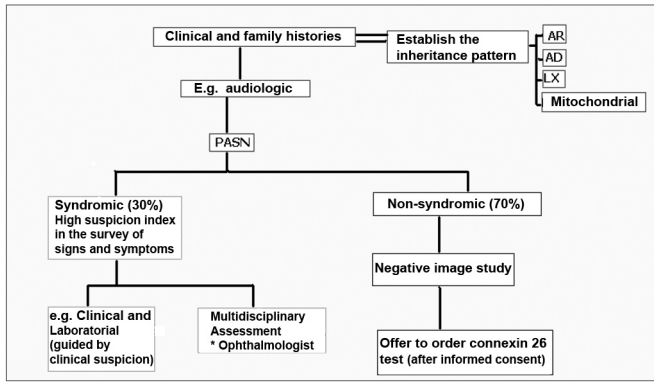 Clinical and family histories
Establish the
inheritance pattern
AR
AD
LX
Mitochondrial
E.g. audiologic
PASN
Syndromic (30%)
High suspicion index
in the survey of
signs and symptoms
Non-syndromic (70%)
Negative image study
e.g. Clinical and
Laboratorial
(guided by
clinical suspicion)
Multidisciplinary
Assessment
* Ophthalmologist
Offer to order connexin 26
test (after informed consent)